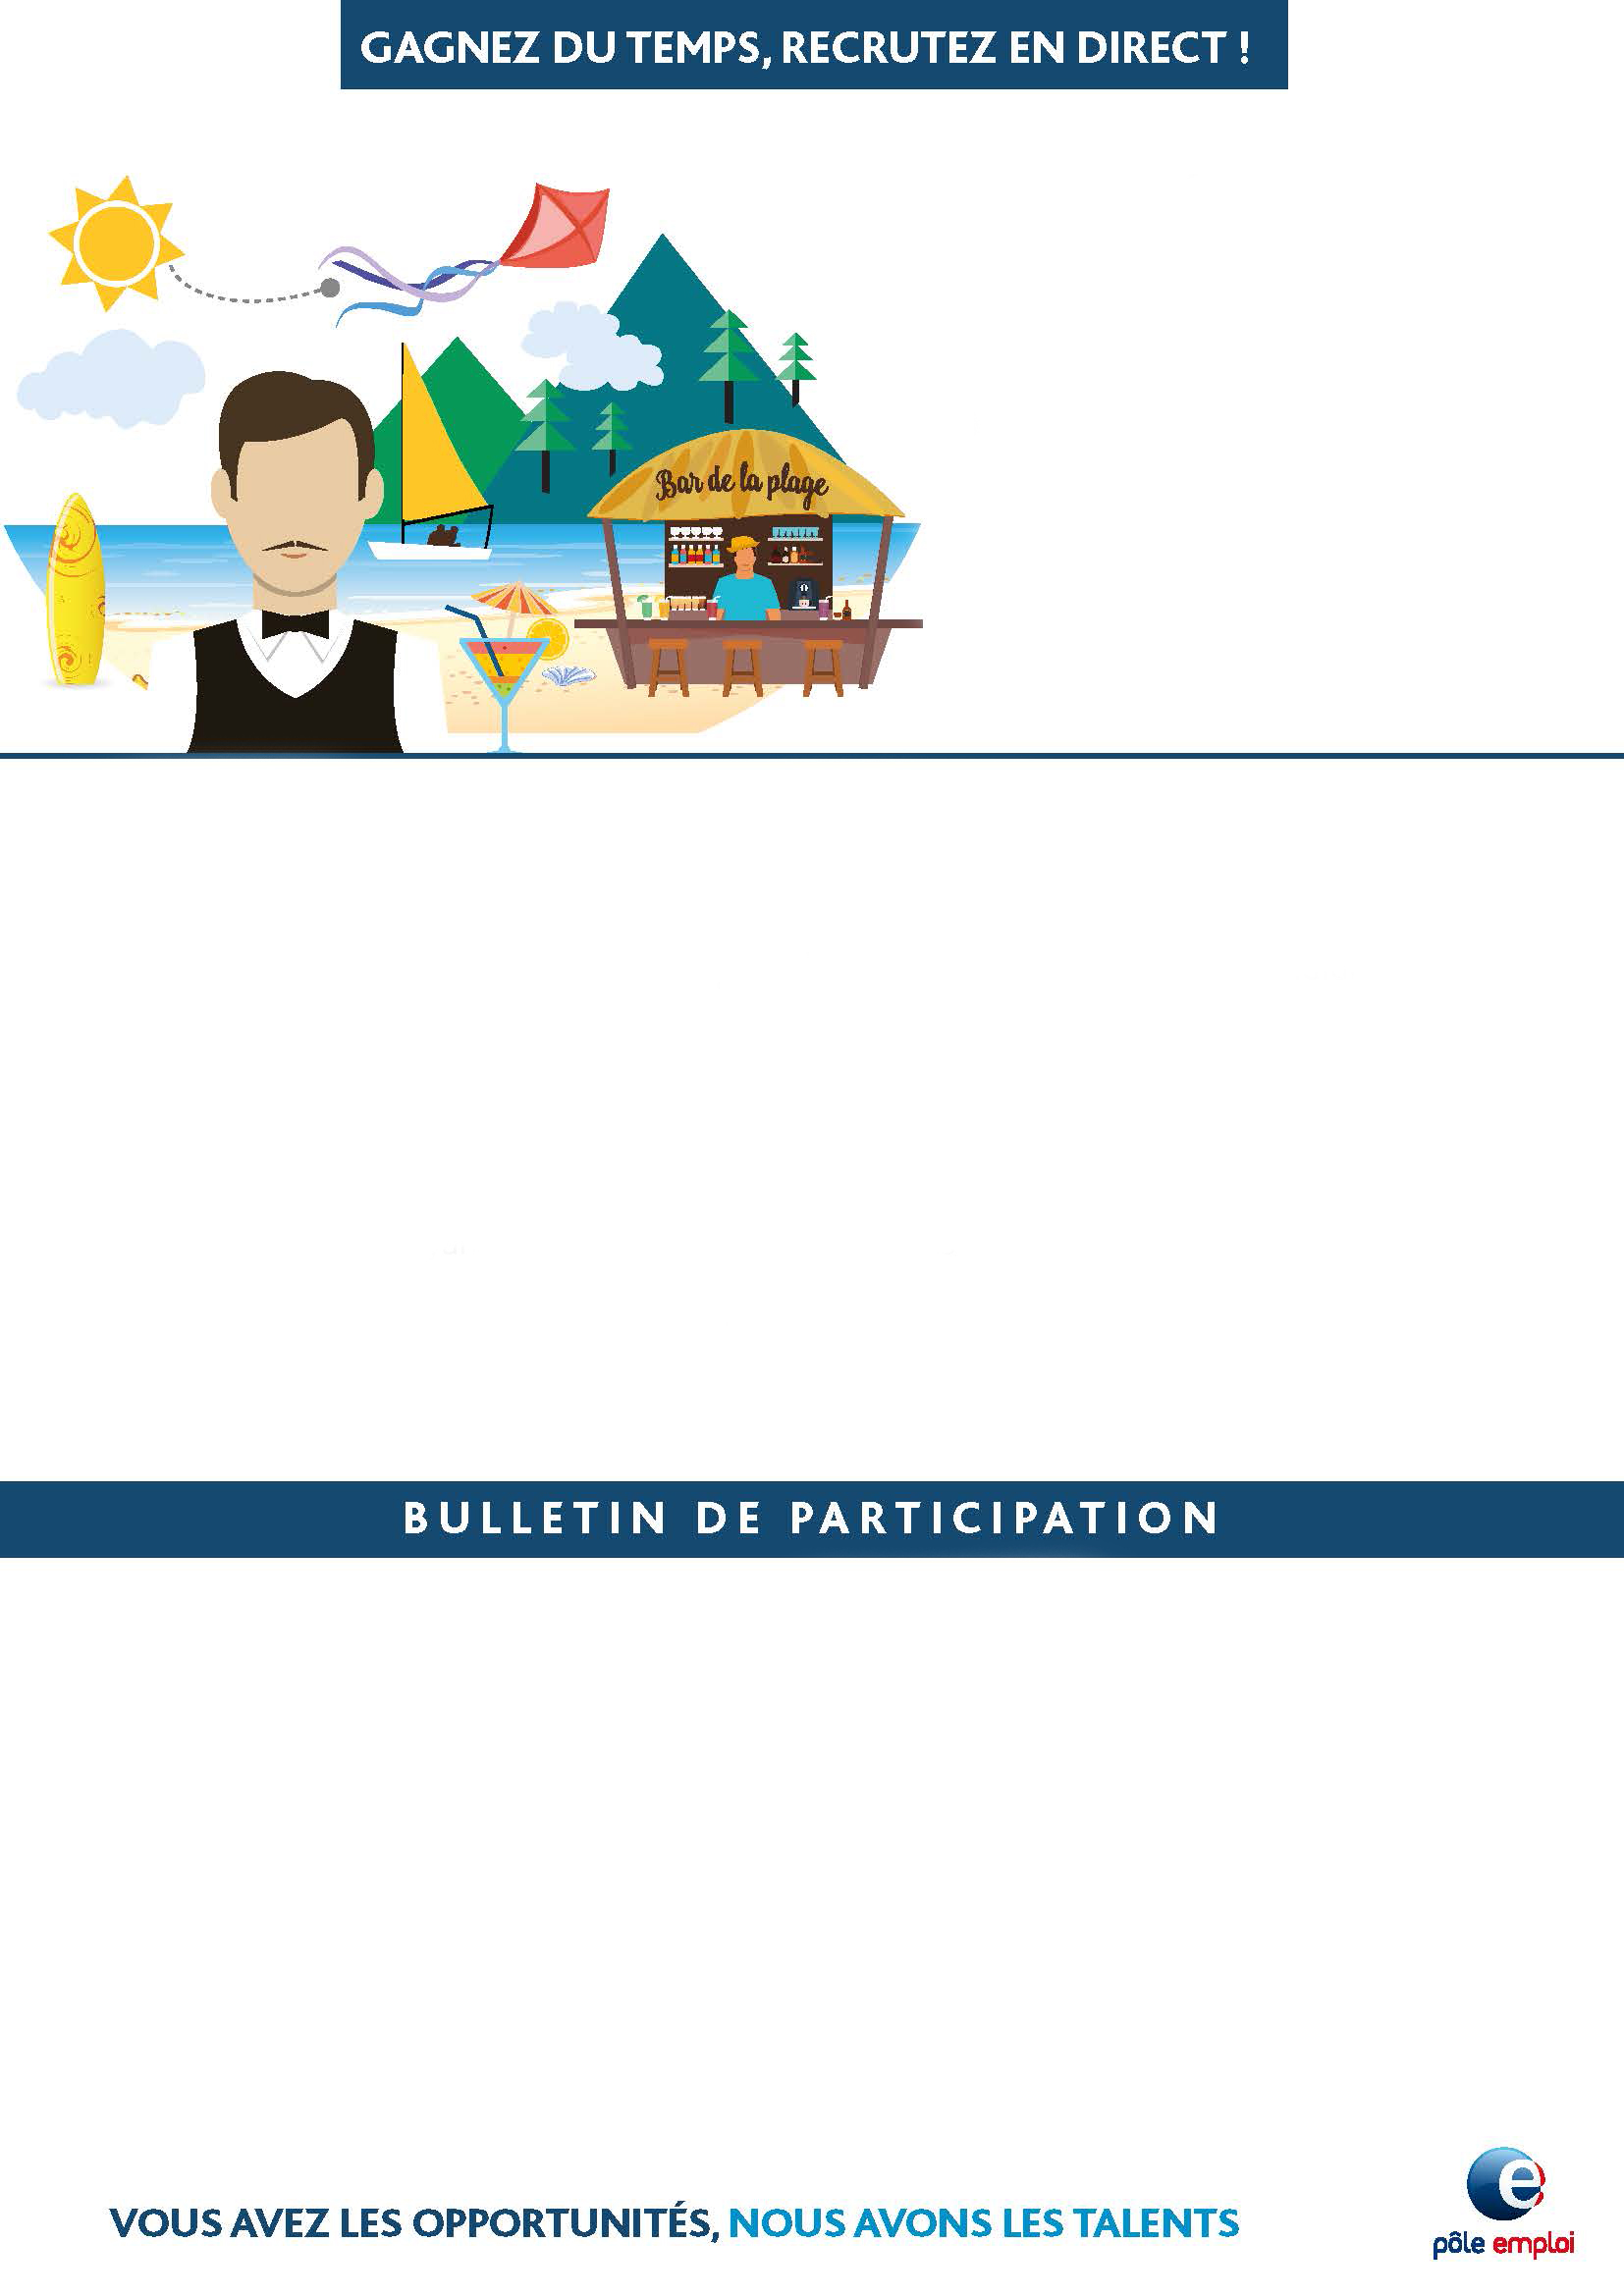 GAGNEZ DU TEMPS, RECRUTEZ EN DIRECT !
Bar de la plage
BULLETIN DE PARTICIPATION
VOUS AVEZ LES OPPORTUNITÉS, NOUS AVONS LES TALENTS
e
pôle emploi